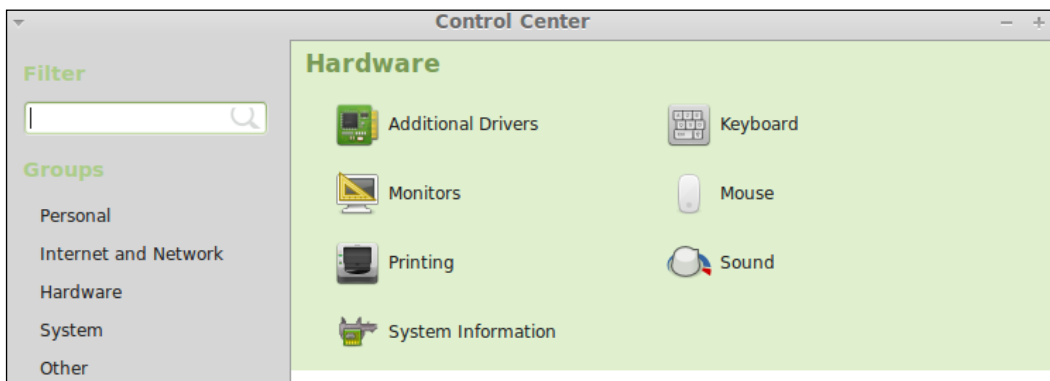 Control Center
Filter
Groups
Personal
Internet and Network
Hardware
System
Other
Hardware
Additional Drivers
Keyboard
Monitors
Mouse
Printing
Sound
System Information